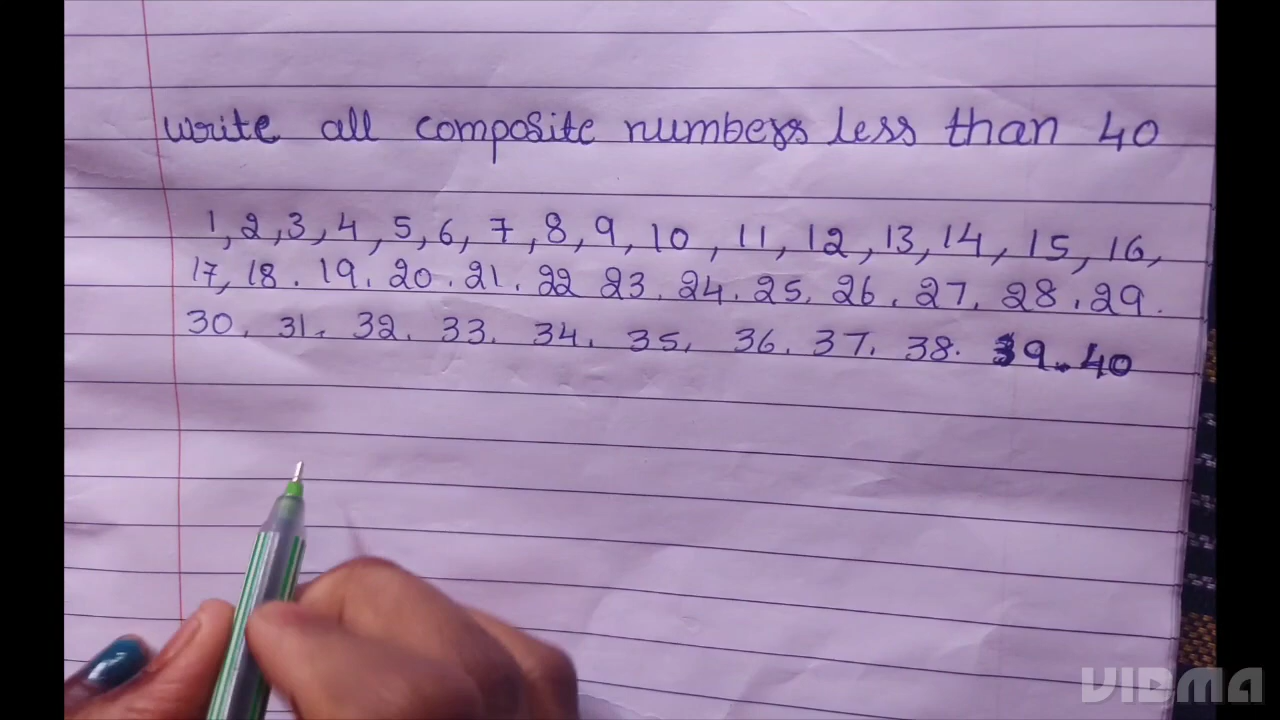 write all composite numbers less than 40
1, 2, 3, 4, 5, 6, 7, 8, 9, 10, 11, 12, 13, 14, 15, 16,
17, 18. 19. 20. 21. 22 23. 24. 25. 26. 27. 28. 29.
30. 31. 32. 33. 34. 35. 36. 37. 38. 39. 40
VIDMA